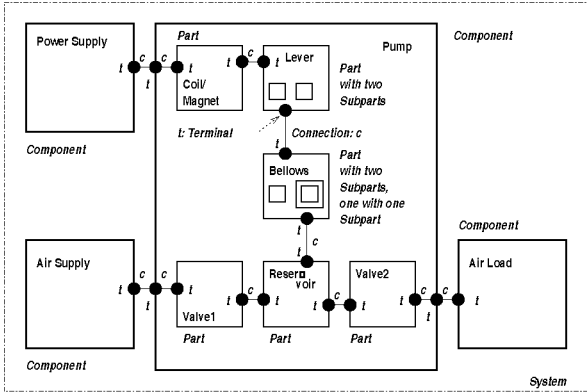 Part
Power Supply
c
c
t
t
t
Coil/
Magnet
t
c
t
Lever
Pump
Component
Part
with two
Subparts
Component
t: Terminal
Connection: c
t
Bellows
Part
with two
Subparts,
one with one
Subpart
t
c
t
Component
Air Supply
c
c
t
t
t
Valve1
t
c
t
Reser
voir
t
c
t
Valve2
t
c
c
t
t
Air Load
Part
Part
Part
Component
System